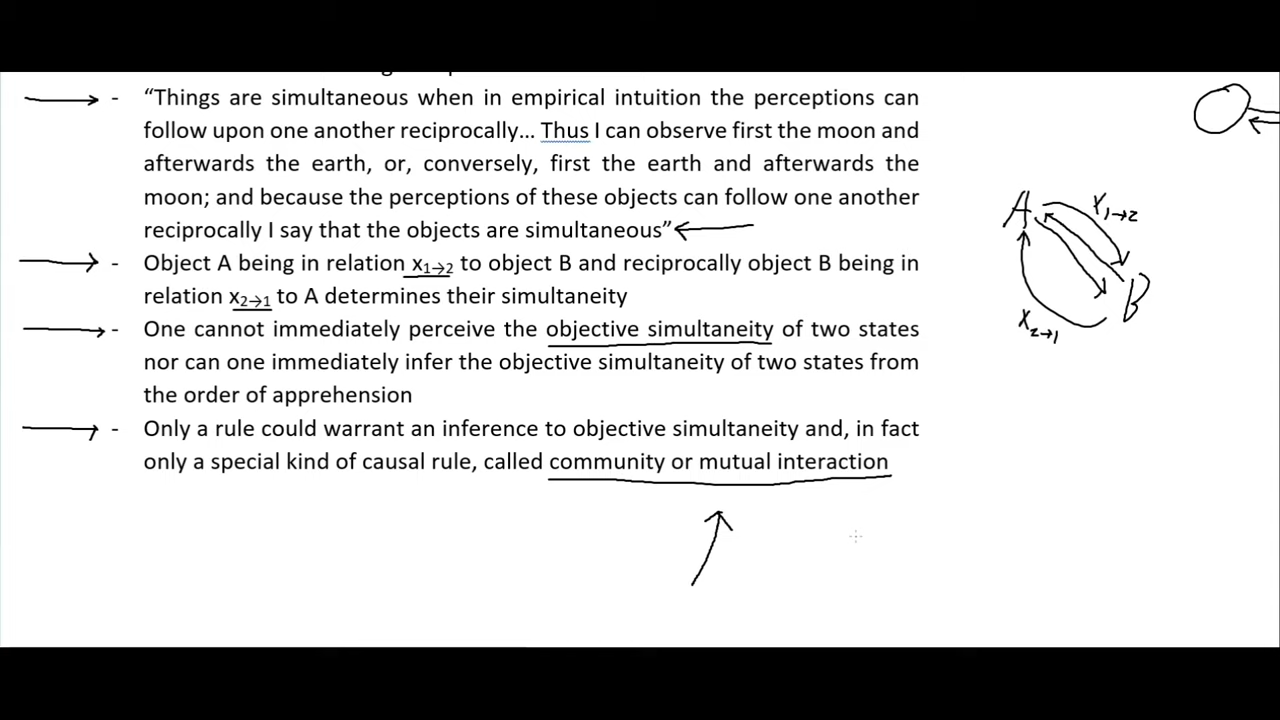 - “Things are simultaneous when in empirical intuition the perceptions can
follow upon one another reciprocally… Thus I can observe first the moon and
afterwards the earth, or, conversely, first the earth and afterwards the
moon; and because the perceptions of these objects can follow one another
reciprocally I say that the objects are simultaneous”
- Object A being in relation x₁→₂ to object B and reciprocally object B being in
relation x₂→₁ to A determines their simultaneity
- One cannot immediately perceive the objective simultaneity of two states
nor can one immediately infer the objective simultaneity of two states from
the order of apprehension
- Only a rule could warrant an inference to objective simultaneity and, in fact
only a special kind of causal rule, called community or mutual interaction
A
x₁→₂
B
x₂→₁